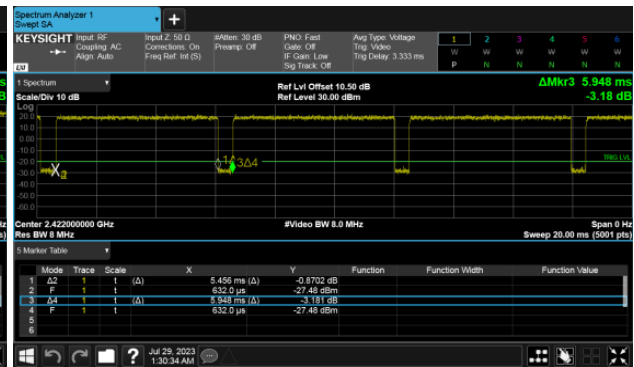 Spectrum Analyzer 1
Swept SA
+
KEYSIGHT Input: RF Input Z: 50 Ω #Atten: 30 dB PNO: Fast Avg Type: Voltage 1 2 3 4 5 6
Coupling: AC Corrections: On Preamp: Off Gate: Off Trig: Video W W W W W W
Align: Auto Freq Ref: Int (S) IF Gain: Low Trig Delay: 3.333 ms
Sig Track: Off P N N N N N
LXI
1 Spectrum Ref Lvl Offset 10.50 dB ΔMkr3 5.948 ms
Scale/Div 10 dB Ref Level 30.00 dBm -3.18 dB
Log
20.0
10.0
0.00
-10.0
-20.0 TRIG LVL
-30.0
-40.0
-50.0
-60.0
X2 1 3Δ4
Center 2.422000000 GHz #Video BW 8.0 MHz Span 0 Hz
Res BW 8 MHz Sweep 20.00 ms (5001 pts)
5 Marker Table
Mode Trace Scale X Y Function Function Width Function Value
1 Δ2 1 t (Δ) 5.456 ms (Δ) -0.8702 dB
2 F 1 t 632.0 µs -27.48 dBm
3 Δ4 1 t (Δ) 5.948 ms (Δ) -3.181 dB
4 F 1 t 632.0 µs -27.48 dBm
5
6
? Jul 29, 2023
1:30:34 AM